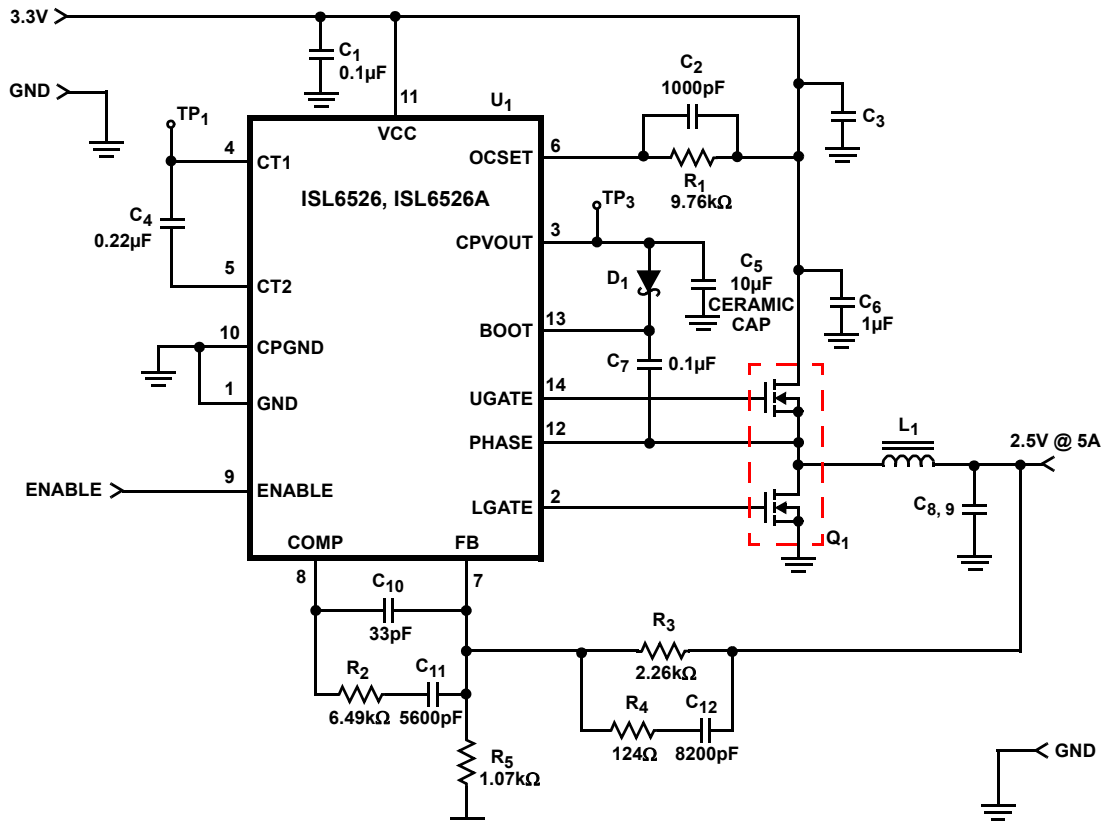 3.3V
GND
C1
0.1µF
11
VCC
U1
C2
1000pF
C3
TP1
4
CT1
OCSET
6
R1
9.76kΩ
ISL6526, ISL6526A
TP3
C4
0.22µF
CPVOUT
3
5
CT2
D1
C5
10µF
CERAMIC
CAP
C6
1µF
10
CPGND
BOOT
13
C7
0.1µF
1
GND
UGATE
14
PHASE
12
L1
2.5V @ 5A
ENABLE
9
ENABLE
LGATE
2
C8, 9
Q1
COMP
FB
8
7
C10
33pF
R3
2.26kΩ
R2
6.49kΩ
C11
5600pF
R4
124Ω
C12
8200pF
R5
1.07kΩ
GND